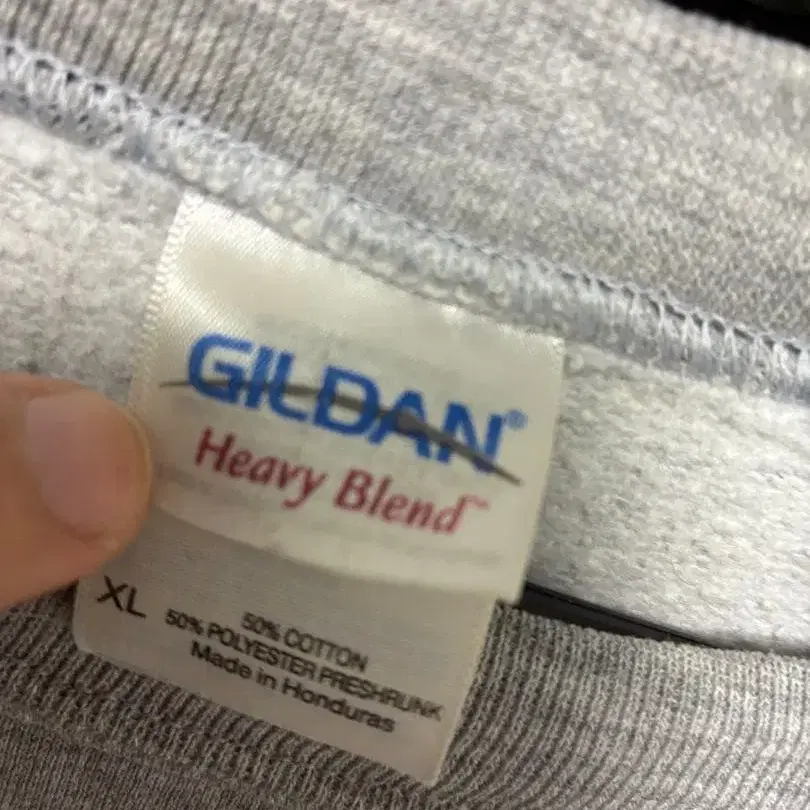 GILDAN®
Heavy Blend™
XL
50% COTTON
50% POLYESTER PRESHRUNK
Made in Honduras